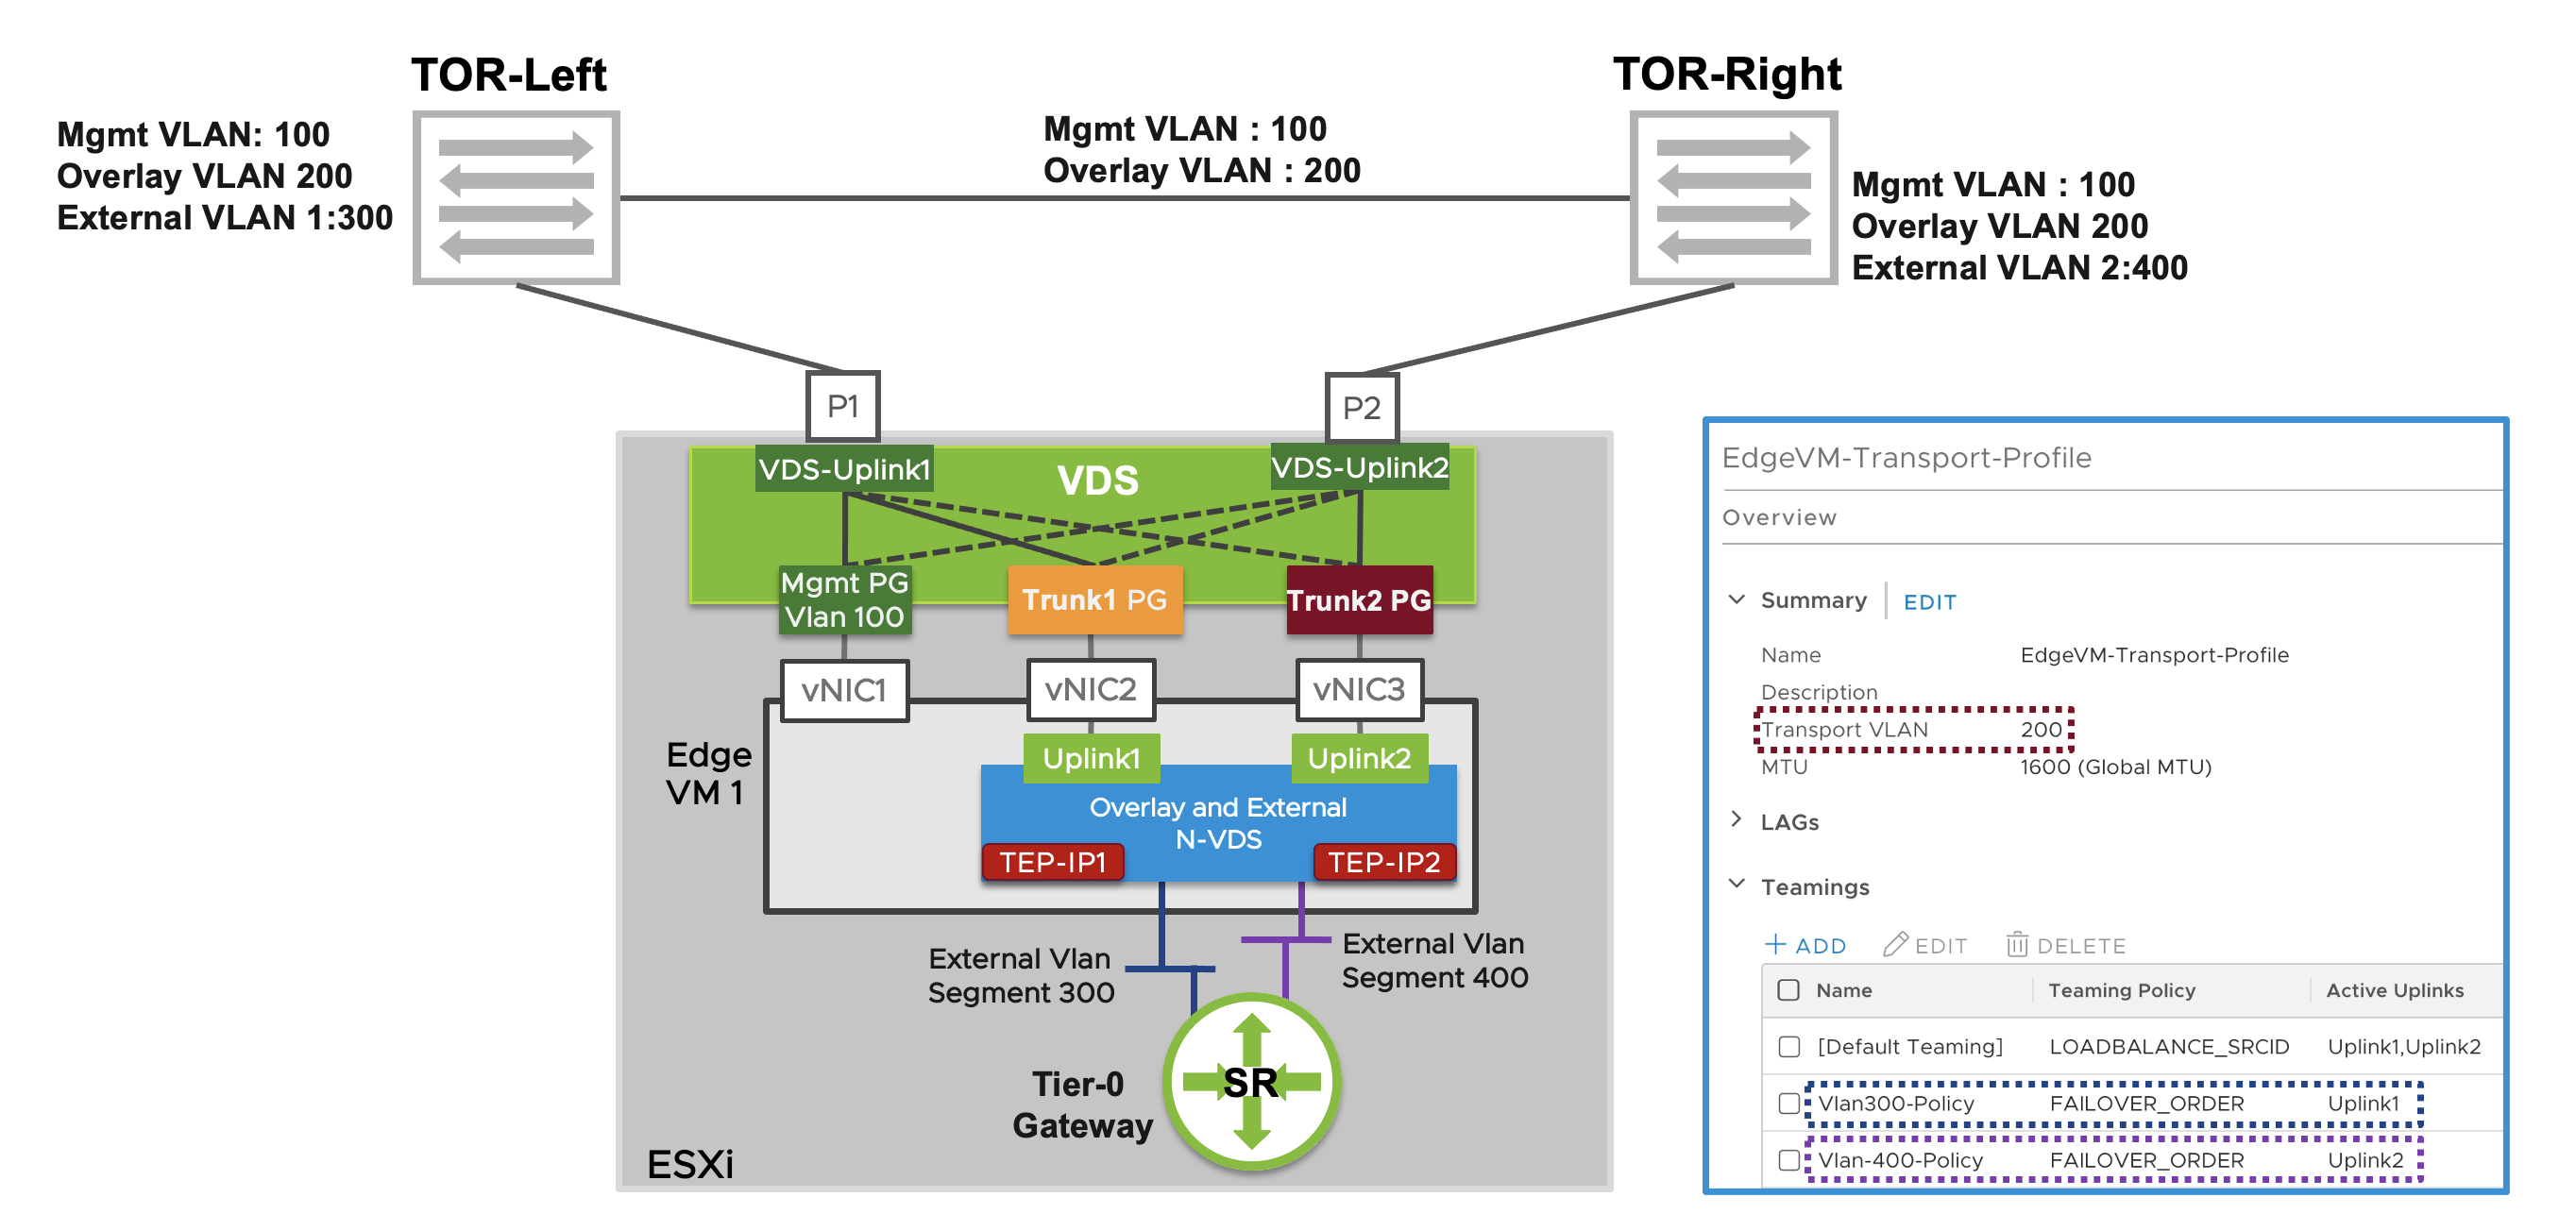 TOR-Left
TOR-Right
Mgmt VLAN: 100
Overlay VLAN 200
External VLAN 1:300
Mgmt VLAN : 100
Overlay VLAN : 200
Mgmt VLAN : 100
Overlay VLAN 200
External VLAN 2:400
P1
P2
VDS-Uplink1
VDS
VDS-Uplink2
Mgmt PG
Vlan 100
Trunk1 PG
Trunk2 PG
vNIC1
vNIC2
vNIC3
Edge
VM 1
Uplink1
Uplink2
Overlay and External
N-VDS
TEP-IP1
TEP-IP2
External Vlan
Segment 300
External Vlan
Segment 400
Tier-0
Gateway
SR
ESXi
EdgeVM-Transport-Profile
Overview
Summary EDIT
Name EdgeVM-Transport-Profile
Description
Transport VLAN 200
MTU 1600 (Global MTU)
LAGs
Teamings
+ ADD EDIT DELETE
Name Teaming Policy Active Uplinks
[Default Teaming] LOADBALANCE_SRCID Uplink1,Uplink2
Vlan300-Policy FAILOVER_ORDER Uplink1
Vlan-400-Policy FAILOVER_ORDER Uplink2